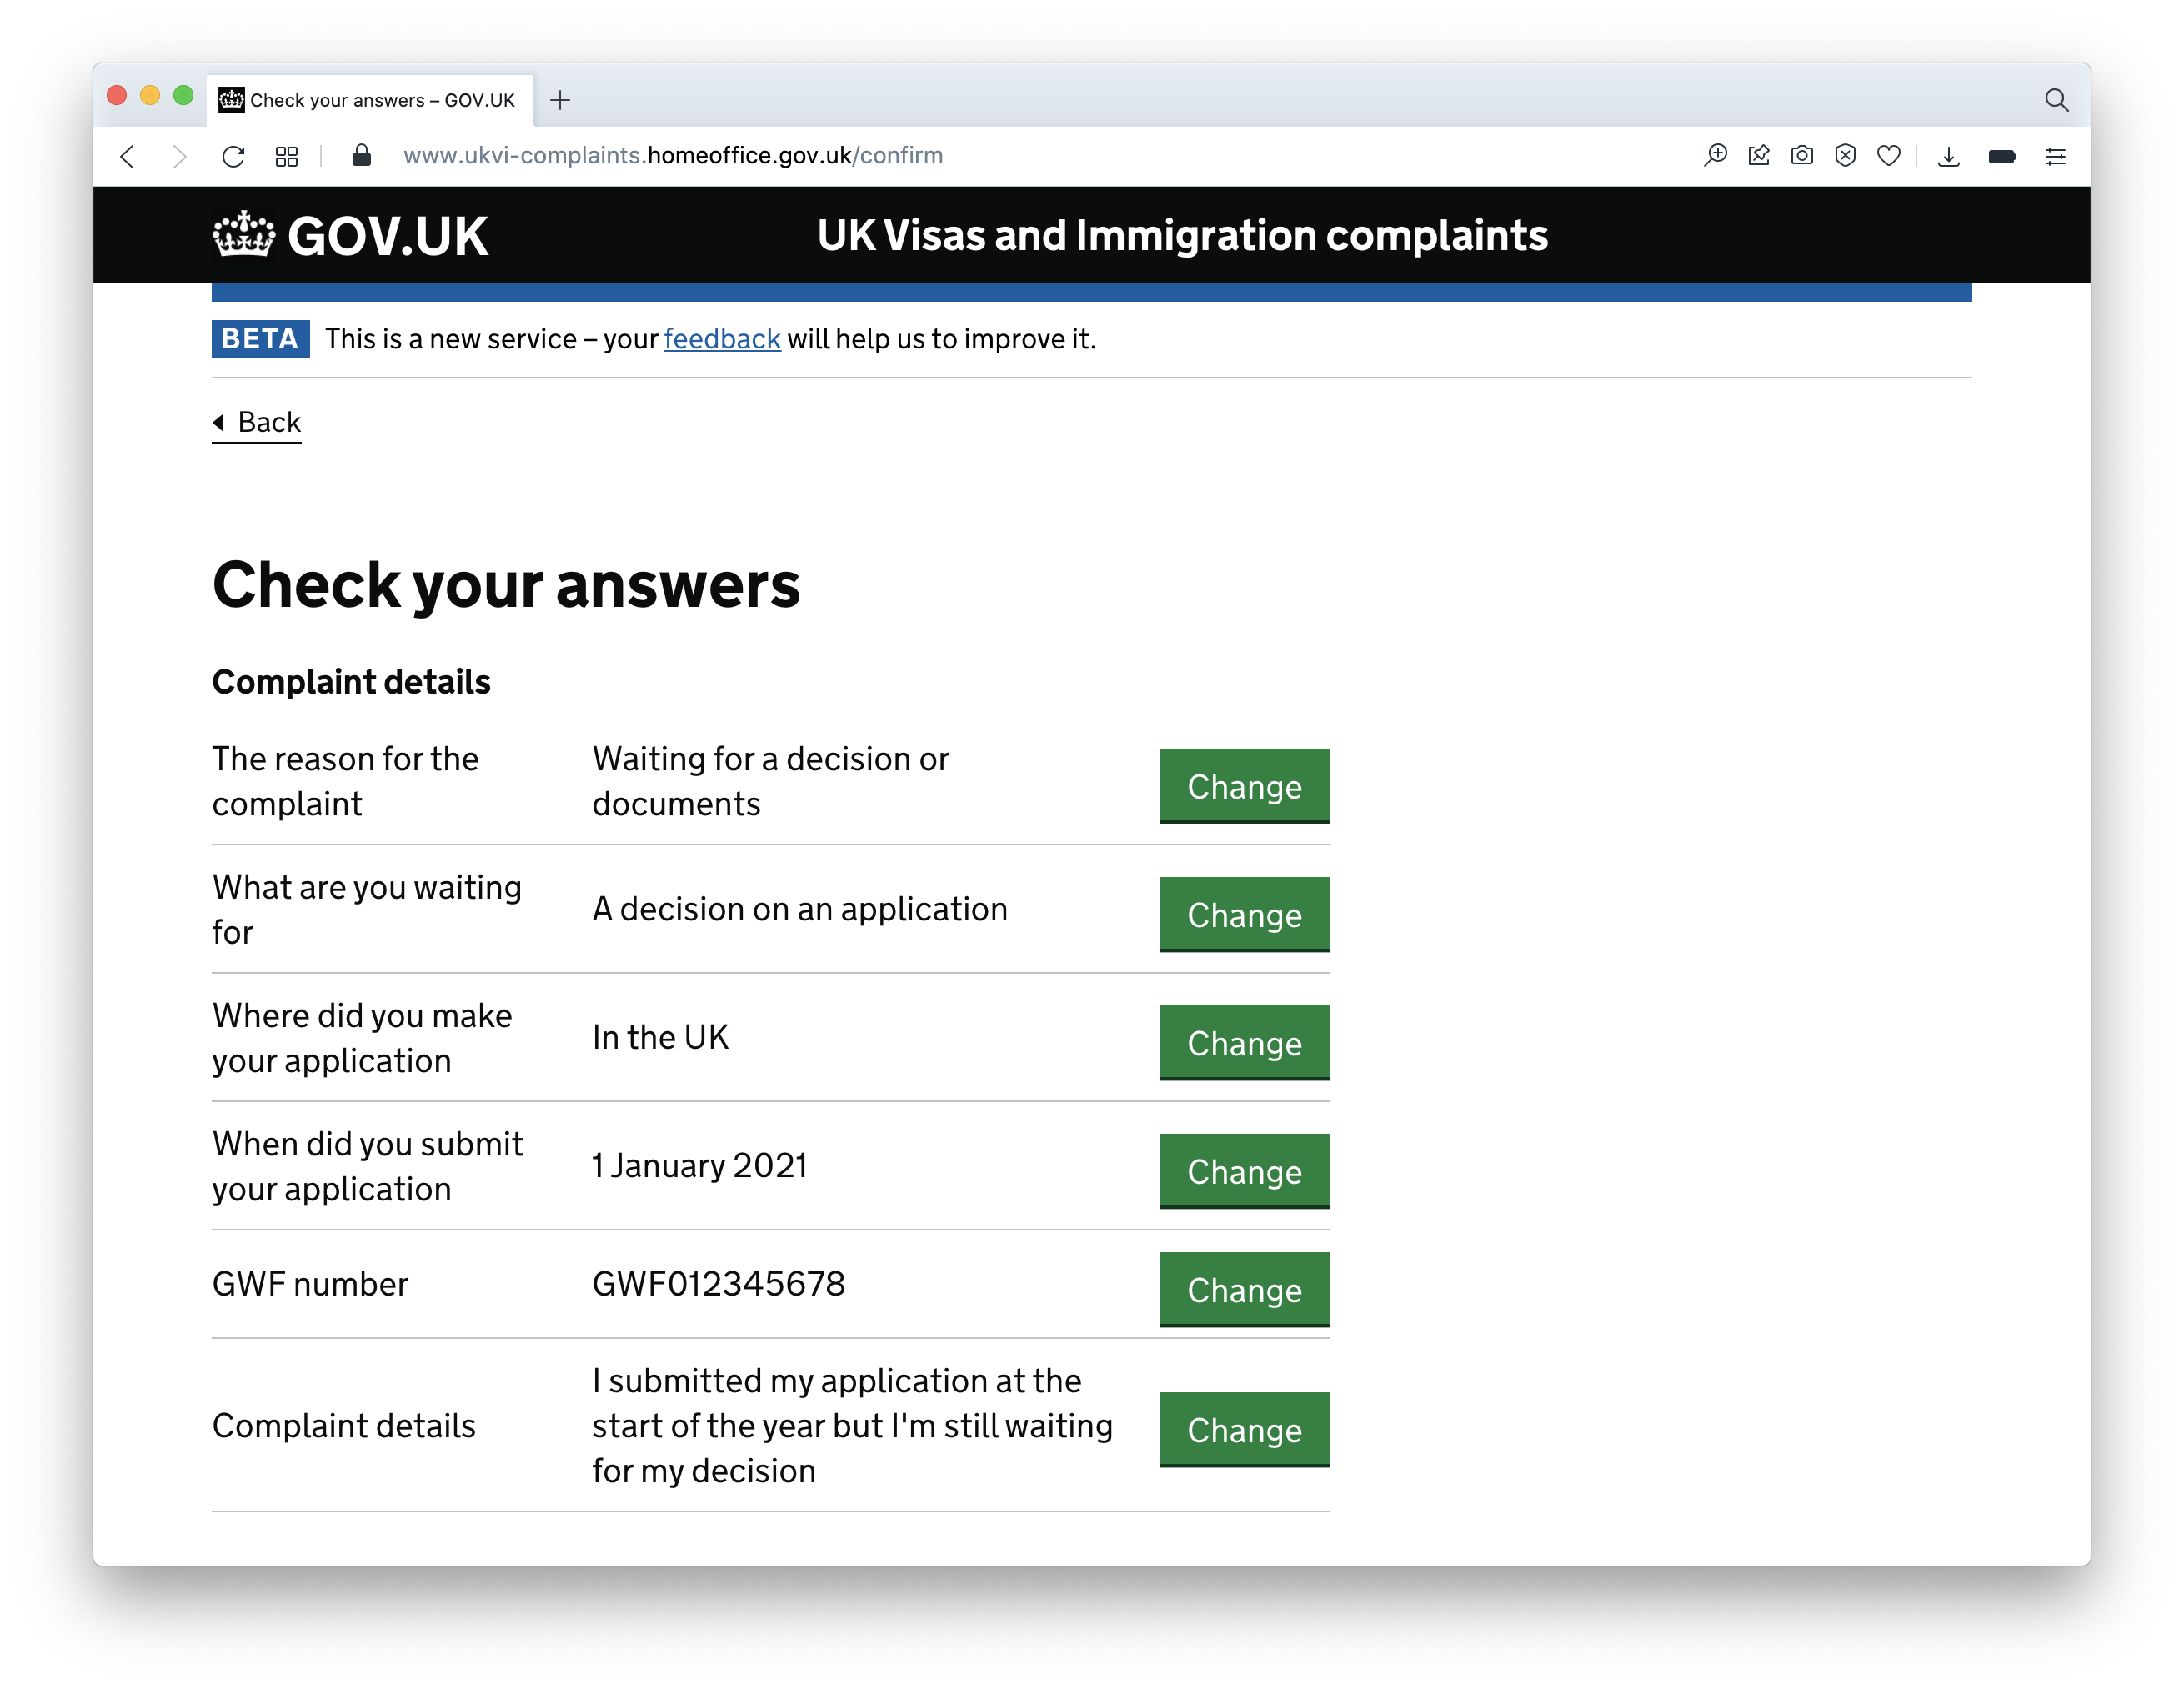 Check your answers – GOV.UK
www.ukvi-complaints.homeoffice.gov.uk/confirm
GOV.UK UK Visas and Immigration complaints
BETA This is a new service – your feedback will help us to improve it.
Back
Check your answers
Complaint details
The reason for the
complaint
Waiting for a decision or
documents
Change
What are you waiting
for
A decision on an application
Change
Where did you make
your application
In the UK
Change
When did you submit
your application
1 January 2021
Change
GWF number
GWF012345678
Change
Complaint details
I submitted my application at the
start of the year but I'm still waiting
for my decision
Change